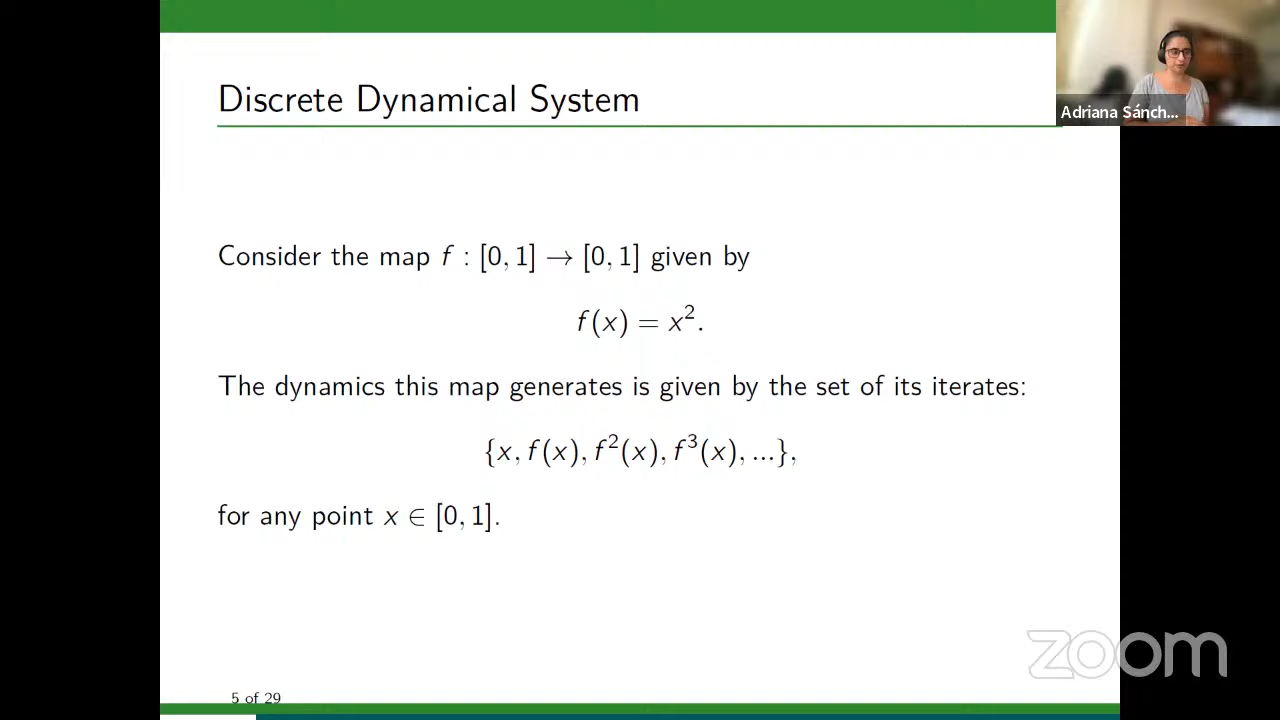 Discrete Dynamical System
Adriana Sánch...
Consider the map f : [0, 1] → [0, 1] given by
f(x) = x².
The dynamics this map generates is given by the set of its iterates:
{x, f(x), f²(x), f³(x), ...},
for any point x ∈ [0, 1].
zoom
5 of 29